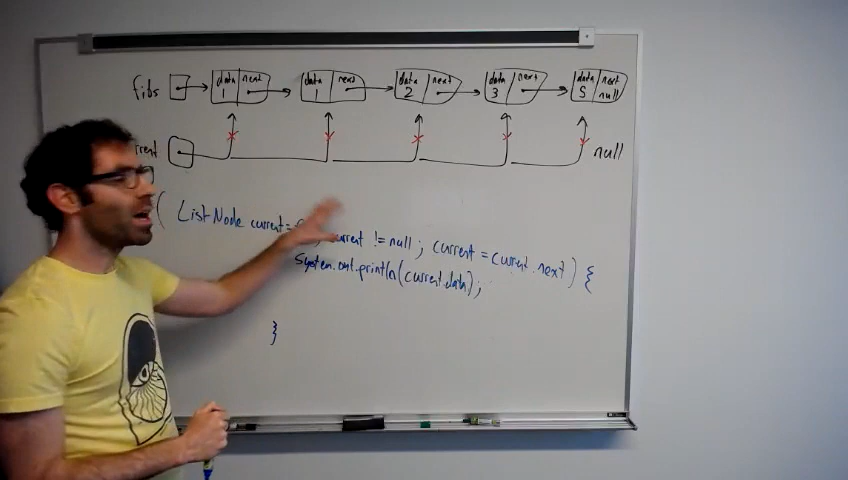 fibs data next data next data next data next data next
1 1 2 3 5 null
rent null
( ListNode current = current != null ; current = current.next ) {
System.out.println(current.data);
}